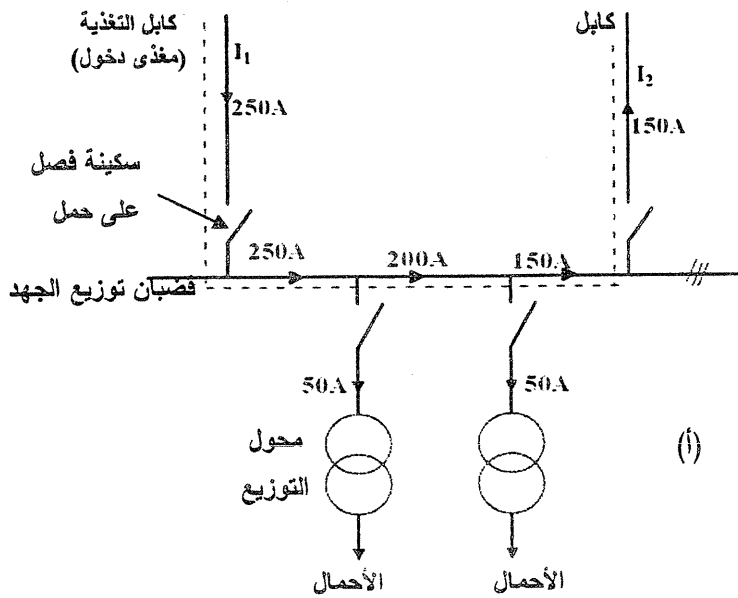 كابل التغذية
(مغذى دخول)
I₁
250A
كابل
I₂
150A
سكينة فصل
على حمل
250A
200A
150A
قضبان توزيع الجهد
50A
50A
محول
التوزيع
(أ)
الأحمال
الأحمال